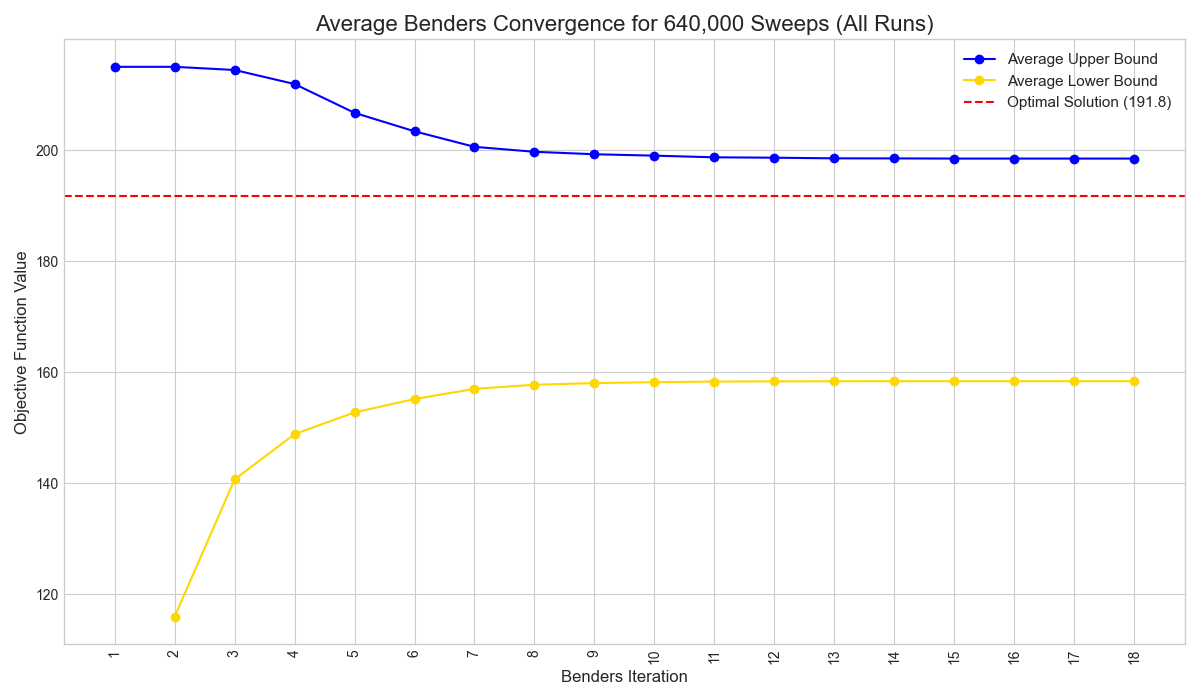 Average Benders Convergence for 640,000 Sweeps (All Runs)
Average Upper Bound
Average Lower Bound
Optimal Solution (191.8)
Objective Function Value
200
180
160
140
120
1 2 3 4 5 6 7 8 9 10 11 12 13 14 15 16 17 18
Benders Iteration